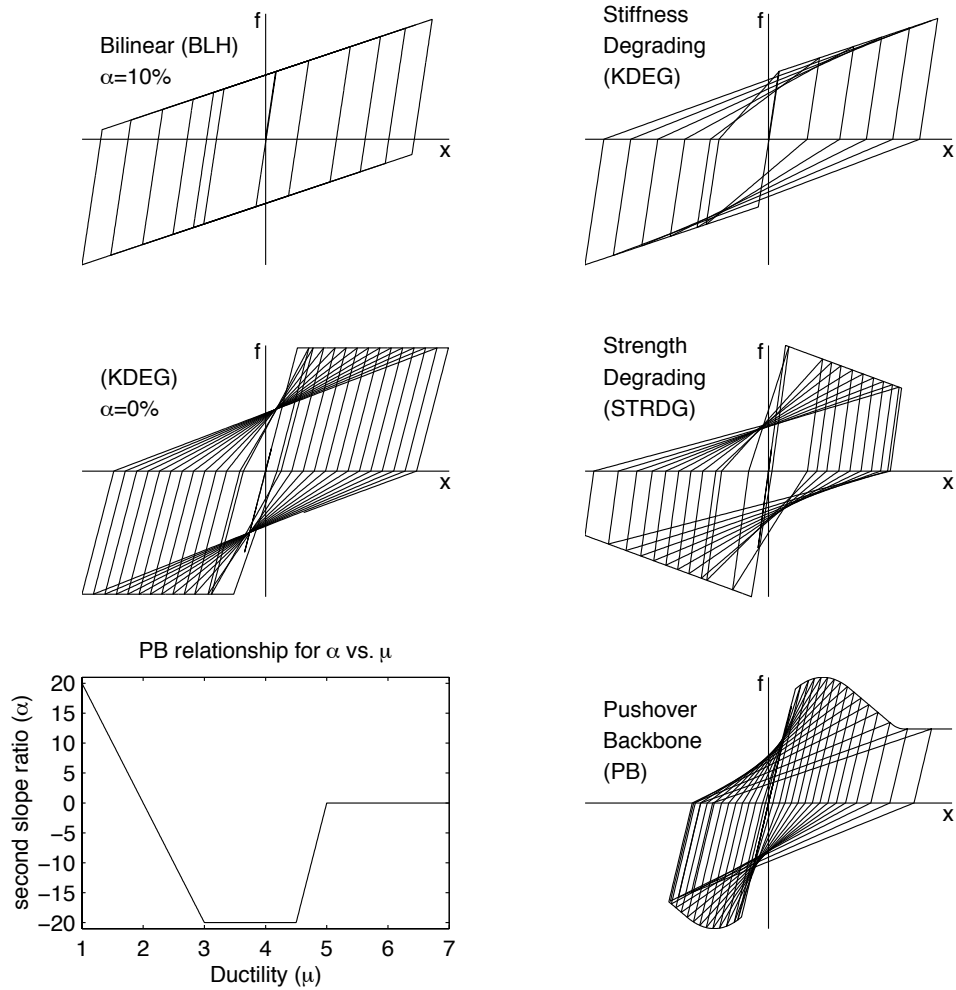 Bilinear (BLH)
α=10%
f
x
Stiffness
Degrading
(KDEG)
f
x
(KDEG)
α=0%
f
x
Strength
Degrading
(STRDG)
f
x
PB relationship for α vs. μ
second slope ratio (α)
20
15
10
5
0
−5
−10
−15
−20
1 2 3 4 5 6 7
Ductility (μ)
Pushover
Backbone
(PB)
f
x